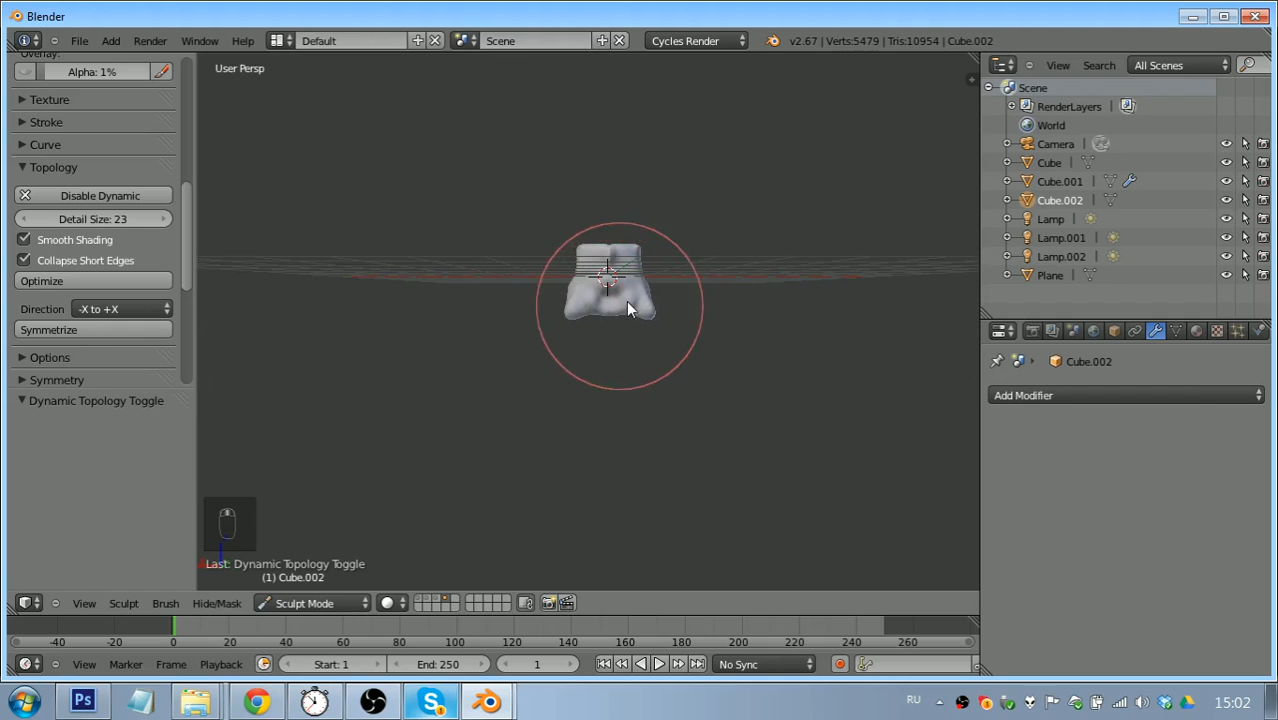 Blender
File Add Render Window Help Default Scene Cycles Render v2.67 | Verts:5479 | Tris:10954 | Cube.002
Overlay:
Alpha: 1%
Texture
Stroke
Curve
Topology
Disable Dynamic
Detail Size: 23
Smooth Shading
Collapse Short Edges
Optimize
Direction -X to +X
Symmetrize
Options
Symmetry
Dynamic Topology Toggle
User Persp
Last: Dynamic Topology Toggle
(1) Cube.002
View Search All Scenes
Scene
RenderLayers
World
Camera
Cube
Cube.001
Cube.002
Lamp
Lamp.001
Lamp.002
Plane
Cube.002
Add Modifier
View Sculpt Brush Hide/Mask Sculpt Mode
-40 -20 0 20 40 60 80 100 120 140 160 180 200 220 240 260
View Marker Frame Playback Start: 1 End: 250 1 No Sync
Ps RU 15:02